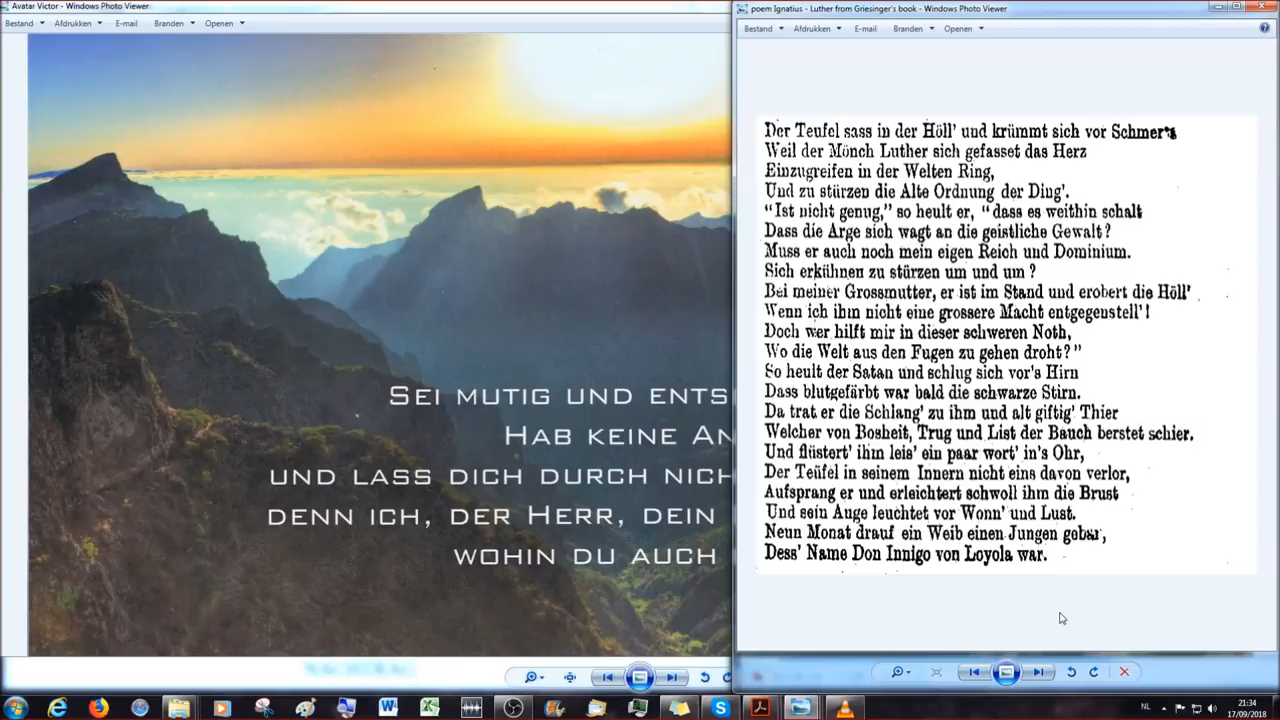 Avatar Victor - Windows Photo Viewer
Bestand Afdrukken E-mail Branden Openen
SEI MUTIG UND ENTS
HAB KEINE AN
UND LASS DICH DURCH NICH
DENN ICH, DER HERR, DEIN
WOHIN DU AUCH
poem Ignatius - Luther from Griesinger's book - Windows Photo Viewer
Bestand Afdrukken E-mail Branden Openen
Der Teufel sass in der Höll' und krümmt sich vor Schmerts
Weil der Mönch Luther sich gefasset das Herz
Einzugreifen in der Welten Ring,
Und zu stürzen die Alte Ordnung der Ding'.
“Ist nicht genug,” so heult er, “dass es weithin schalt
Dass die Arge sich wagt an die geistliche Gewalt?
Muss er auch noch mein eigen Reich und Dominium.
Sich erkühnen zu stürzen um und um?
Bei meiner Grossmutter, er ist im Stand und erobert die Höll'
Wenn ich ihm nicht eine grossere Macht entgegenstell'!
Doch wer hilft mir in dieser schweren Noth,
Wo die Welt aus den Fugen zu gehen droht?”
So heult der Satan und schlug sich vor's Hirn
Dass blutgefärbt war bald die schwarze Stirn.
Da trat er die Schlang' zu ihm und alt giftig' Thier
Welcher von Bosheit, Trug und List der Bauch berstet schier.
Und flüstert' ihm leis' ein paar wort' in's Ohr,
Der Teüfel in seinem Innern nicht eins davon verlor,
Aufsprang er und erleichtert schwoll ihm die Brust
Und sein Auge leuchtet vor Wonn' und Lust.
Neun Monat drauf ein Weib einen Jungen gebar,
Dess' Name Don Innigo von Loyola war.
NL
21:34
17/09/2018